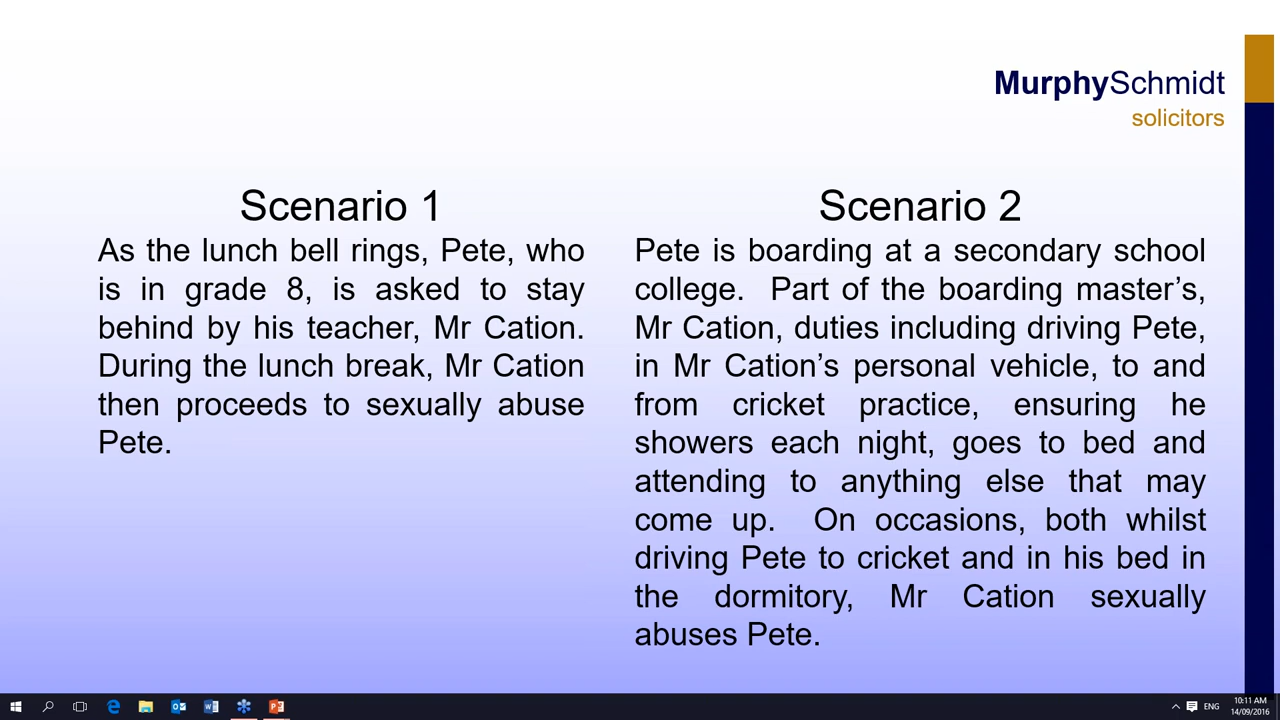 MurphySchmidt
solicitors
Scenario 1
As the lunch bell rings, Pete, who
is in grade 8, is asked to stay
behind by his teacher, Mr Cation.
During the lunch break, Mr Cation
then proceeds to sexually abuse
Pete.
Scenario 2
Pete is boarding at a secondary school
college.  Part of the boarding master’s,
Mr Cation, duties including driving Pete,
in Mr Cation’s personal vehicle, to and
from cricket practice, ensuring he
showers each night, goes to bed and
attending to anything else that may
come up.  On occasions, both whilst
driving Pete to cricket and in his bed in
the dormitory, Mr Cation sexually
abuses Pete.
ENG
10:11 AM
14/09/2016